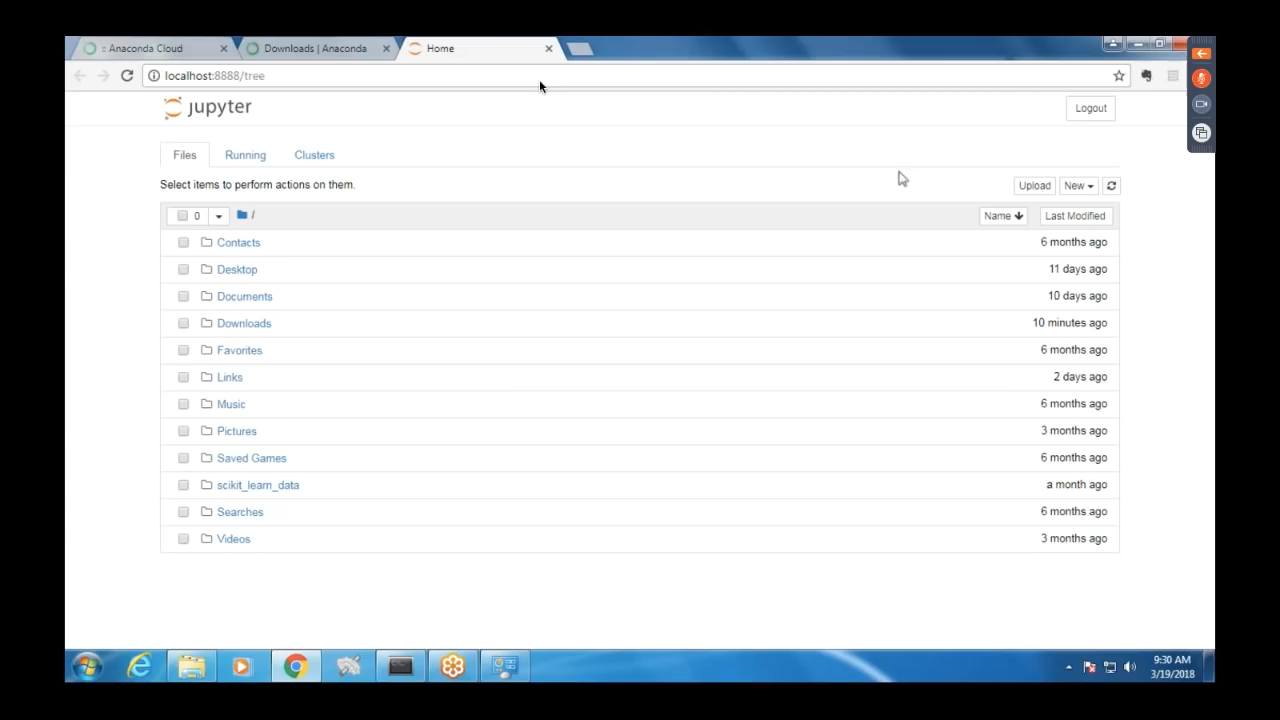 :: Anaconda Cloud
Downloads | Anaconda
Home
localhost:8888/tree
jupyter
Logout
Files
Running
Clusters
Select items to perform actions on them.
Upload
New
0
/
Name
Last Modified
Contacts
6 months ago
Desktop
11 days ago
Documents
10 days ago
Downloads
10 minutes ago
Favorites
6 months ago
Links
2 days ago
Music
6 months ago
Pictures
3 months ago
Saved Games
6 months ago
scikit_learn_data
a month ago
Searches
6 months ago
Videos
3 months ago
9:30 AM
3/19/2018